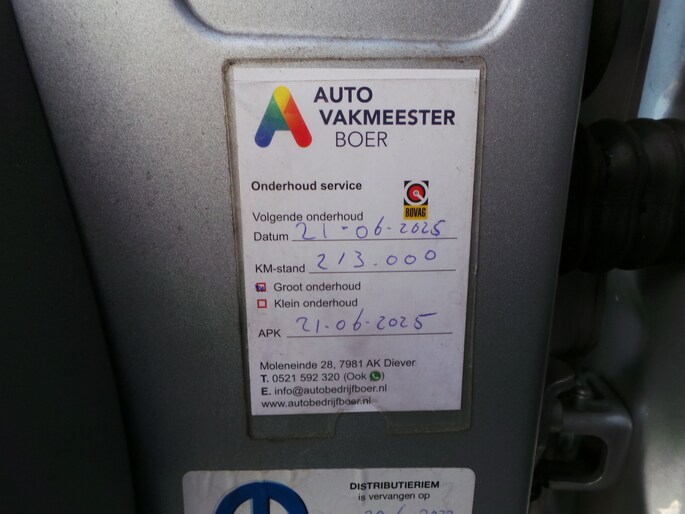 AUTO
VAKMEESTER
BOER
Onderhoud service
BOVAG
Volgende onderhoud
Datum 21-06-2025
KM-stand 213.000
Groot onderhoud
Klein onderhoud
APK 21-06-2025
Moleneinde 28, 7981 AK Diever
T. 0521 592 320 (Ook )
E. info@autobedrijfboer.nl
www.autobedrijfboer.nl
DISTRIBUTIERIEM
is vervangen op